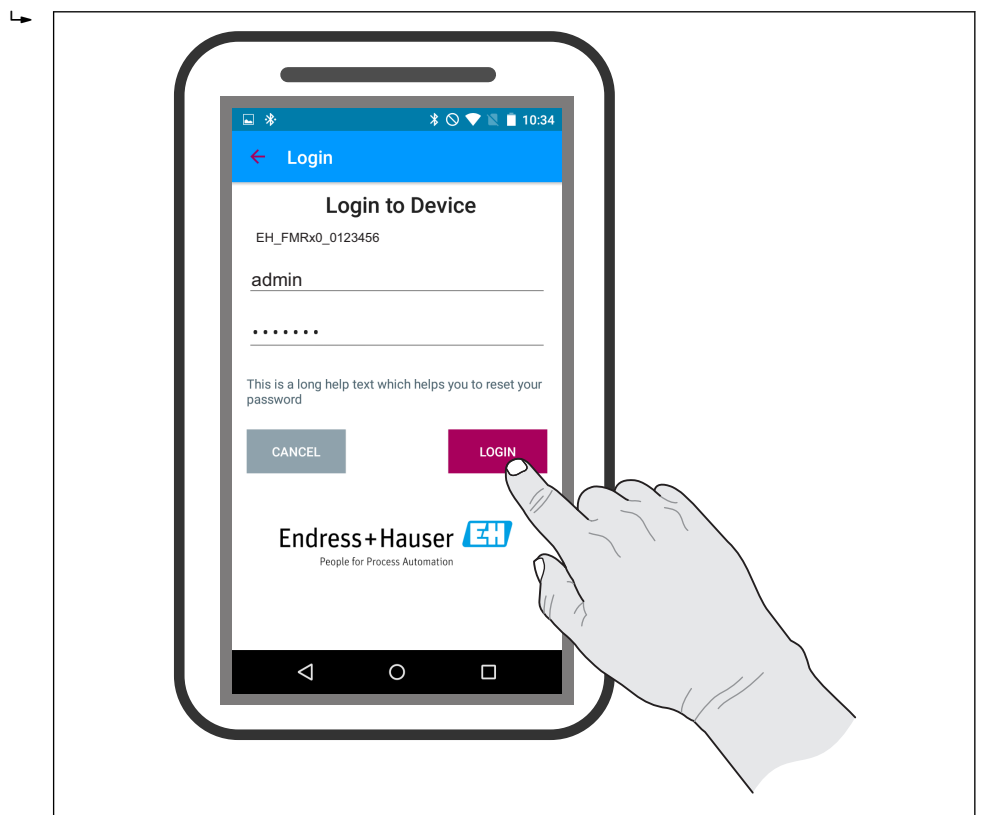 10:34
Login
Login to Device
EH_FMRx0_0123456
admin
.......
This is a long help text which helps you to reset your
password
CANCEL LOGIN
Endress+Hauser EH
People for Process Automation